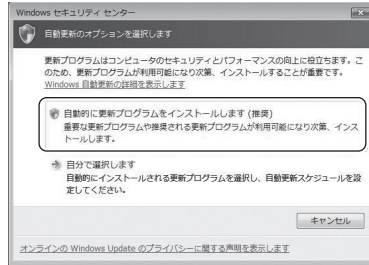 Windows セキュリティ センター
自動更新のオプションを選択します
更新プログラムはコンピュータのセキュリティとパフォーマンスの向上に役立ちます。こ
のため、更新プログラムが利用可能になり次第、インストールすることが重要です。
Windows 自動更新の詳細を表示します
自動的に更新プログラムをインストールします (推奨)
重要な更新プログラムや推奨される更新プログラムが利用可能になり次第、インス
トールします。
自分で選択します
自動的にインストールされる更新プログラムを選択し、自動更新スケジュールを設
定してください。
キャンセル
オンラインの Windows Update のプライバシーに関する声明を表示します